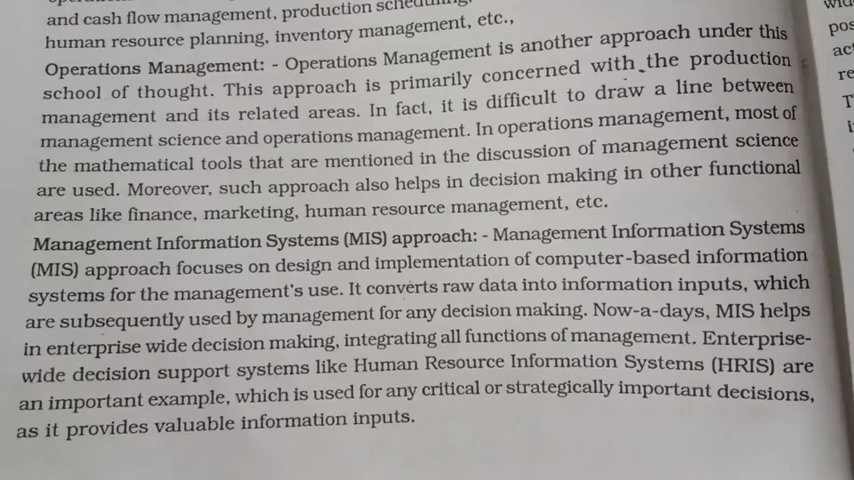 and cash flow management, production scheduling,
human resource planning, inventory management, etc.,
Operations Management: - Operations Management is another approach under this
school of thought. This approach is primarily concerned with the production
management and its related areas. In fact, it is difficult to draw a line between
management science and operations management. In operations management, most of
the mathematical tools that are mentioned in the discussion of management science
are used. Moreover, such approach also helps in decision making in other functional
areas like finance, marketing, human resource management, etc.
Management Information Systems (MIS) approach: - Management Information Systems
(MIS) approach focuses on design and implementation of computer-based information
systems for the management's use. It converts raw data into information inputs, which
are subsequently used by management for any decision making. Now-a-days, MIS helps
in enterprise wide decision making, integrating all functions of management. Enterprise-
wide decision support systems like Human Resource Information Systems (HRIS) are
an important example, which is used for any critical or strategically important decisions,
as it provides valuable information inputs.